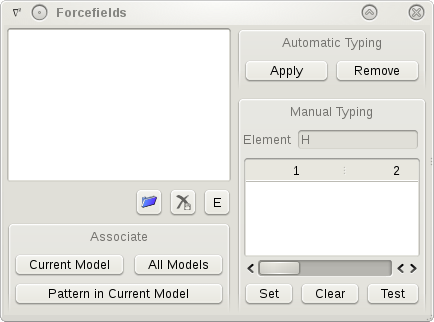 Forcefields
Automatic Typing
Apply Remove
Manual Typing
Element H
1 2
E
Associate
Current Model All Models
Pattern in Current Model
Set Clear Test